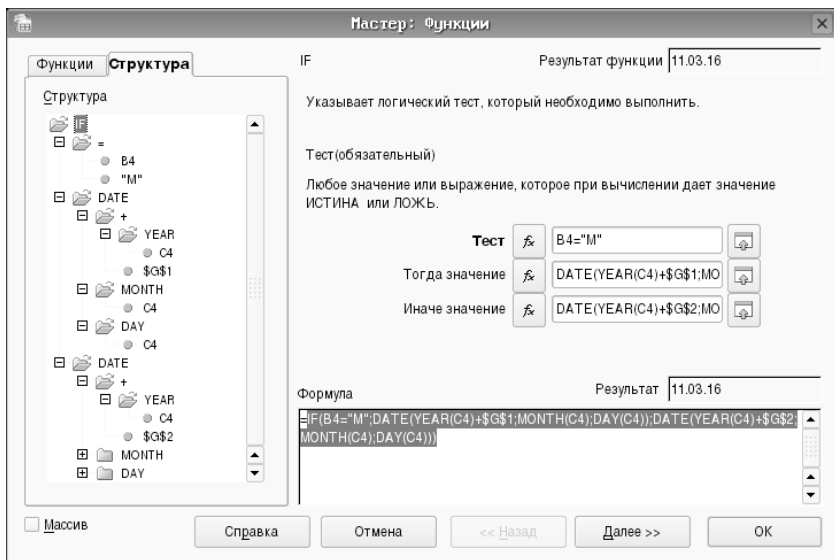 Мастер: Функции
Функции
Структура
Структура
IF
=
B4
"M"
DATE
+
YEAR
C4
$G$1
MONTH
C4
DAY
C4
DATE
+
YEAR
C4
$G$2
MONTH
DAY
Массив
IF
Результат функции 11.03.16
Указывает логический тест, который необходимо выполнить.
Тест(обязательный)
Любое значение или выражение, которое при вычислении дает значение
ИСТИНА или ЛОЖЬ.
Тест fx B4="M"
Тогда значение fx DATE(YEAR(C4)+$G$1;MO
Иначе значение fx DATE(YEAR(C4)+$G$2;MO
Формула
Результат 11.03.16
=IF(B4="M";DATE(YEAR(C4)+$G$1;MONTH(C4);DAY(C4));DATE(YEAR(C4)+$G$2;
MONTH(C4);DAY(C4)))
Справка
Отмена
<< Назад
Далее >>
OK